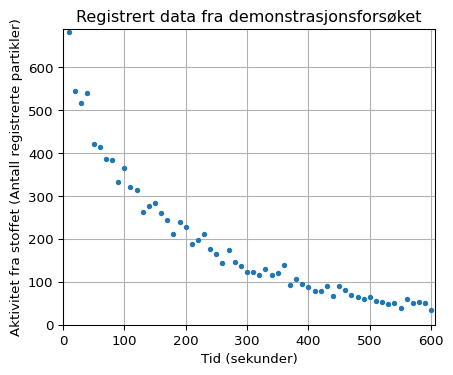 Registrert data fra demonstrasjonsforsøket
Aktivitet fra stoffet (Antall registrerte partikler)
600
500
400
300
200
100
0
0 100 200 300 400 500 600
Tid (sekunder)